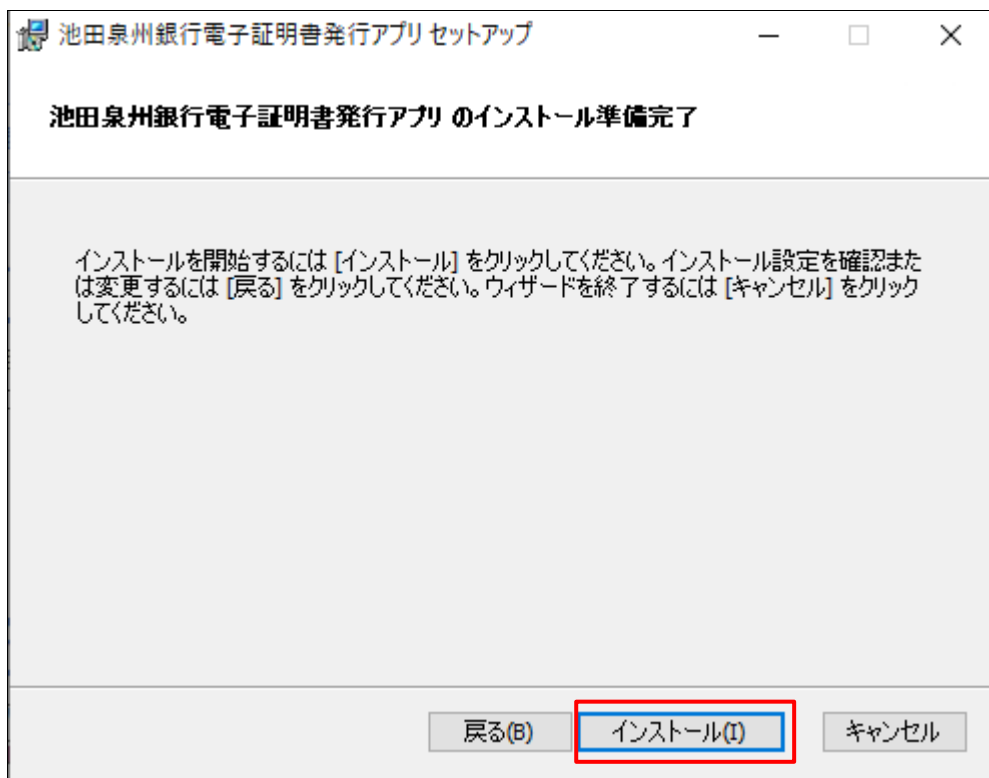 池田泉州銀行電子証明書発行アプリ セットアップ
池田泉州銀行電子証明書発行アプリ のインストール準備完了
インストールを開始するには [インストール] をクリックしてください。インストール設定を確認また
は変更するには [戻る] をクリックしてください。ウィザードを終了するには [キャンセル] をクリック
してください。
戻る(B) インストール(I) キャンセル